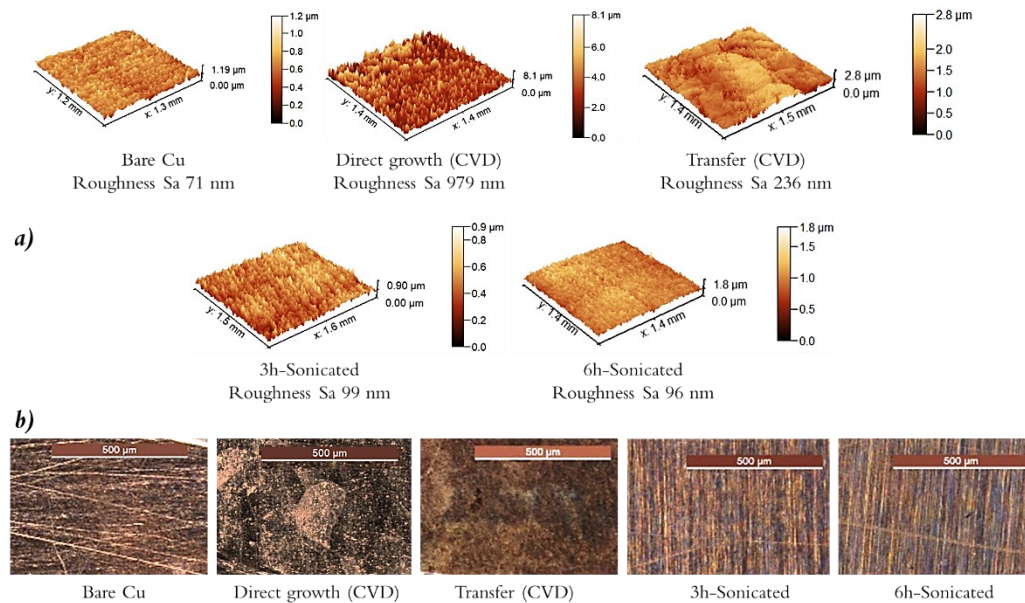 1.2 µm
1.0
0.8
0.6
0.4
0.2
0.0
1.19 µm
0.00 µm
y: 1.2 mm
x: 1.3 mm
Bare Cu
Roughness Sa 71 nm
8.1 µm
6.0
4.0
2.0
0.0
8.1 µm
0.0 µm
y: 1.4 mm
x: 1.4 mm
Direct growth (CVD)
Roughness Sa 979 nm
2.8 µm
2.0
1.5
1.0
0.5
0.0
2.8 µm
0.0 µm
y: 1.4 mm
x: 1.5 mm
Transfer (CVD)
Roughness Sa 236 nm
a)
0.9 µm
0.8
0.6
0.4
0.2
0.0
0.90 µm
0.00 µm
y: 1.5 mm
x: 1.6 mm
3h-Sonicated
Roughness Sa 99 nm
1.8 µm
1.5
1.0
0.5
0.0
1.8 µm
0.0 µm
y: 1.4 mm
x: 1.4 mm
6h-Sonicated
Roughness Sa 96 nm
b)
500 µm
500 µm
500 µm
500 µm
500 µm
Bare Cu
Direct growth (CVD)
Transfer (CVD)
3h-Sonicated
6h-Sonicated